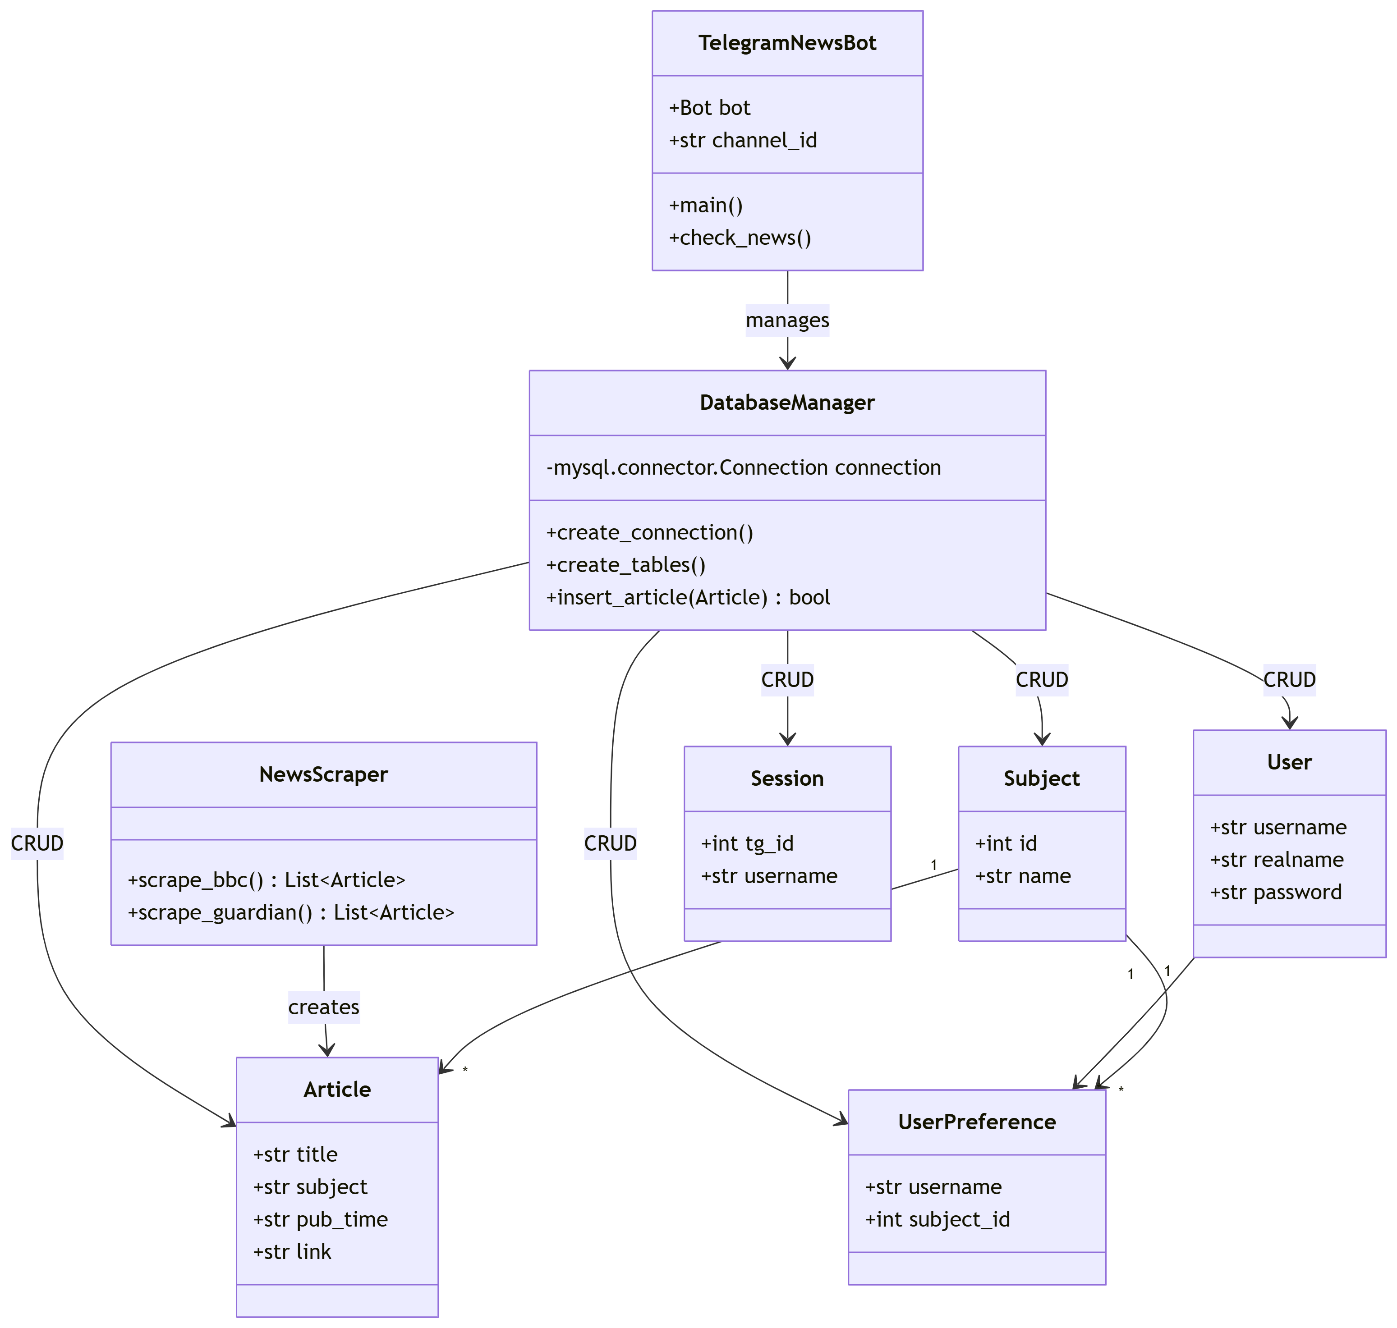 TelegramNewsBot
+Bot bot
+str channel_id
+main()
+check_news()
manages
DatabaseManager
-mysql.connector.Connection connection
+create_connection()
+create_tables()
+insert_article(Article) : bool
CRUD
CRUD
CRUD
CRUD
CRUD
NewsScraper
+scrape_bbc() : List<Article>
+scrape_guardian() : List<Article>
Session
+int tg_id
+str username
Subject
+int id
+str name
User
+str username
+str realname
+str password
1
1
1
creates
*
*
Article
+str title
+str subject
+str pub_time
+str link
UserPreference
+str username
+int subject_id